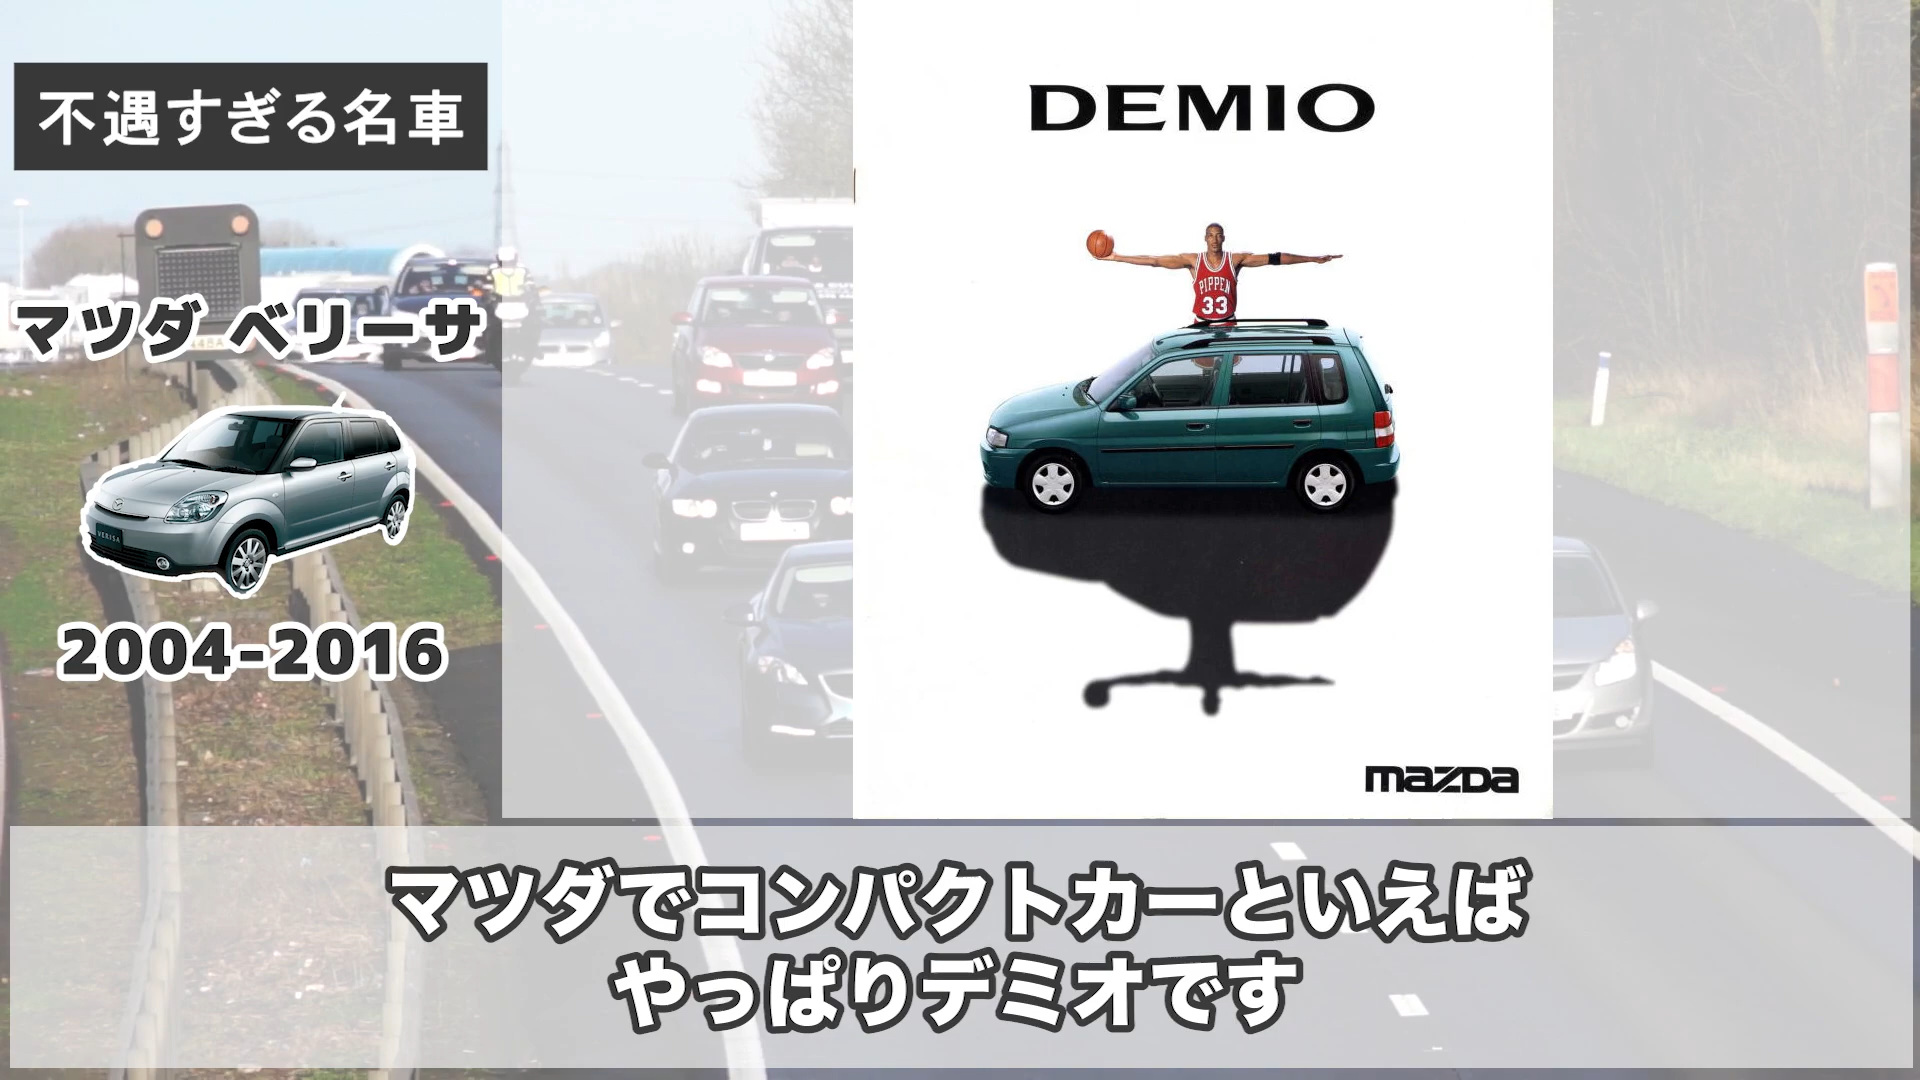 不遇すぎる名車
マツダ ベリーサ
VERISA
2004-2016
DEMIO
PIPPEN
33
mazda
マツダでコンパクトカーといえば
やっぱりデミオです